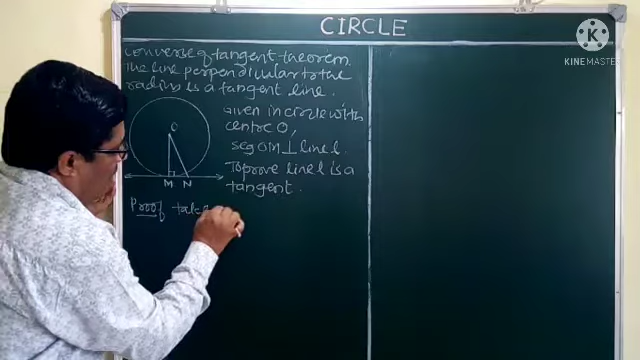 CIRCLE
KINEMASTER
Converse of tangent theorem
The line perpendicular to the
radius is a tangent line.
Given in circle with
centre O,
seg OM ⊥ line l
To prove line l is a
tangent.
O
M N
Proof take